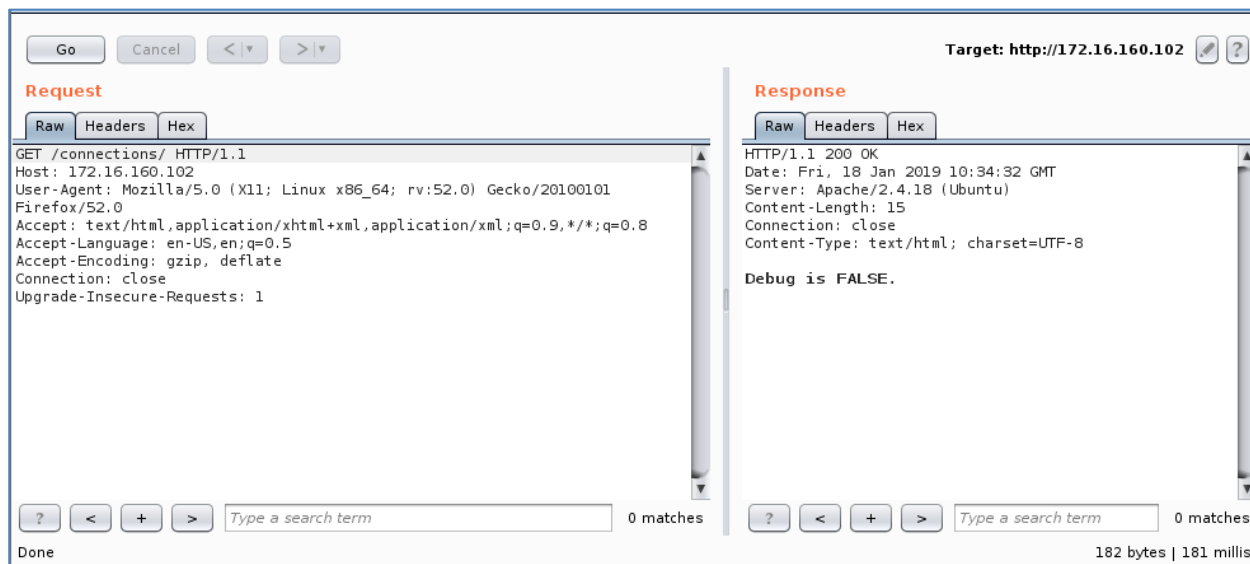 Go
Cancel
< | ▾
> | ▾
Target: http://172.16.160.102
?
Request
Raw
Headers
Hex
GET /connections/ HTTP/1.1
Host: 172.16.160.102
User-Agent: Mozilla/5.0 (X11; Linux x86_64; rv:52.0) Gecko/20100101
Firefox/52.0
Accept: text/html,application/xhtml+xml,application/xml;q=0.9,*/*;q=0.8
Accept-Language: en-US,en;q=0.5
Accept-Encoding: gzip, deflate
Connection: close
Upgrade-Insecure-Requests: 1
?
<
+
>
Type a search term
0 matches
Response
Raw
Headers
Hex
HTTP/1.1 200 OK
Date: Fri, 18 Jan 2019 10:34:32 GMT
Server: Apache/2.4.18 (Ubuntu)
Content-Length: 15
Connection: close
Content-Type: text/html; charset=UTF-8
Debug is FALSE.
?
<
+
>
Type a search term
0 matches
Done
182 bytes | 181 millis